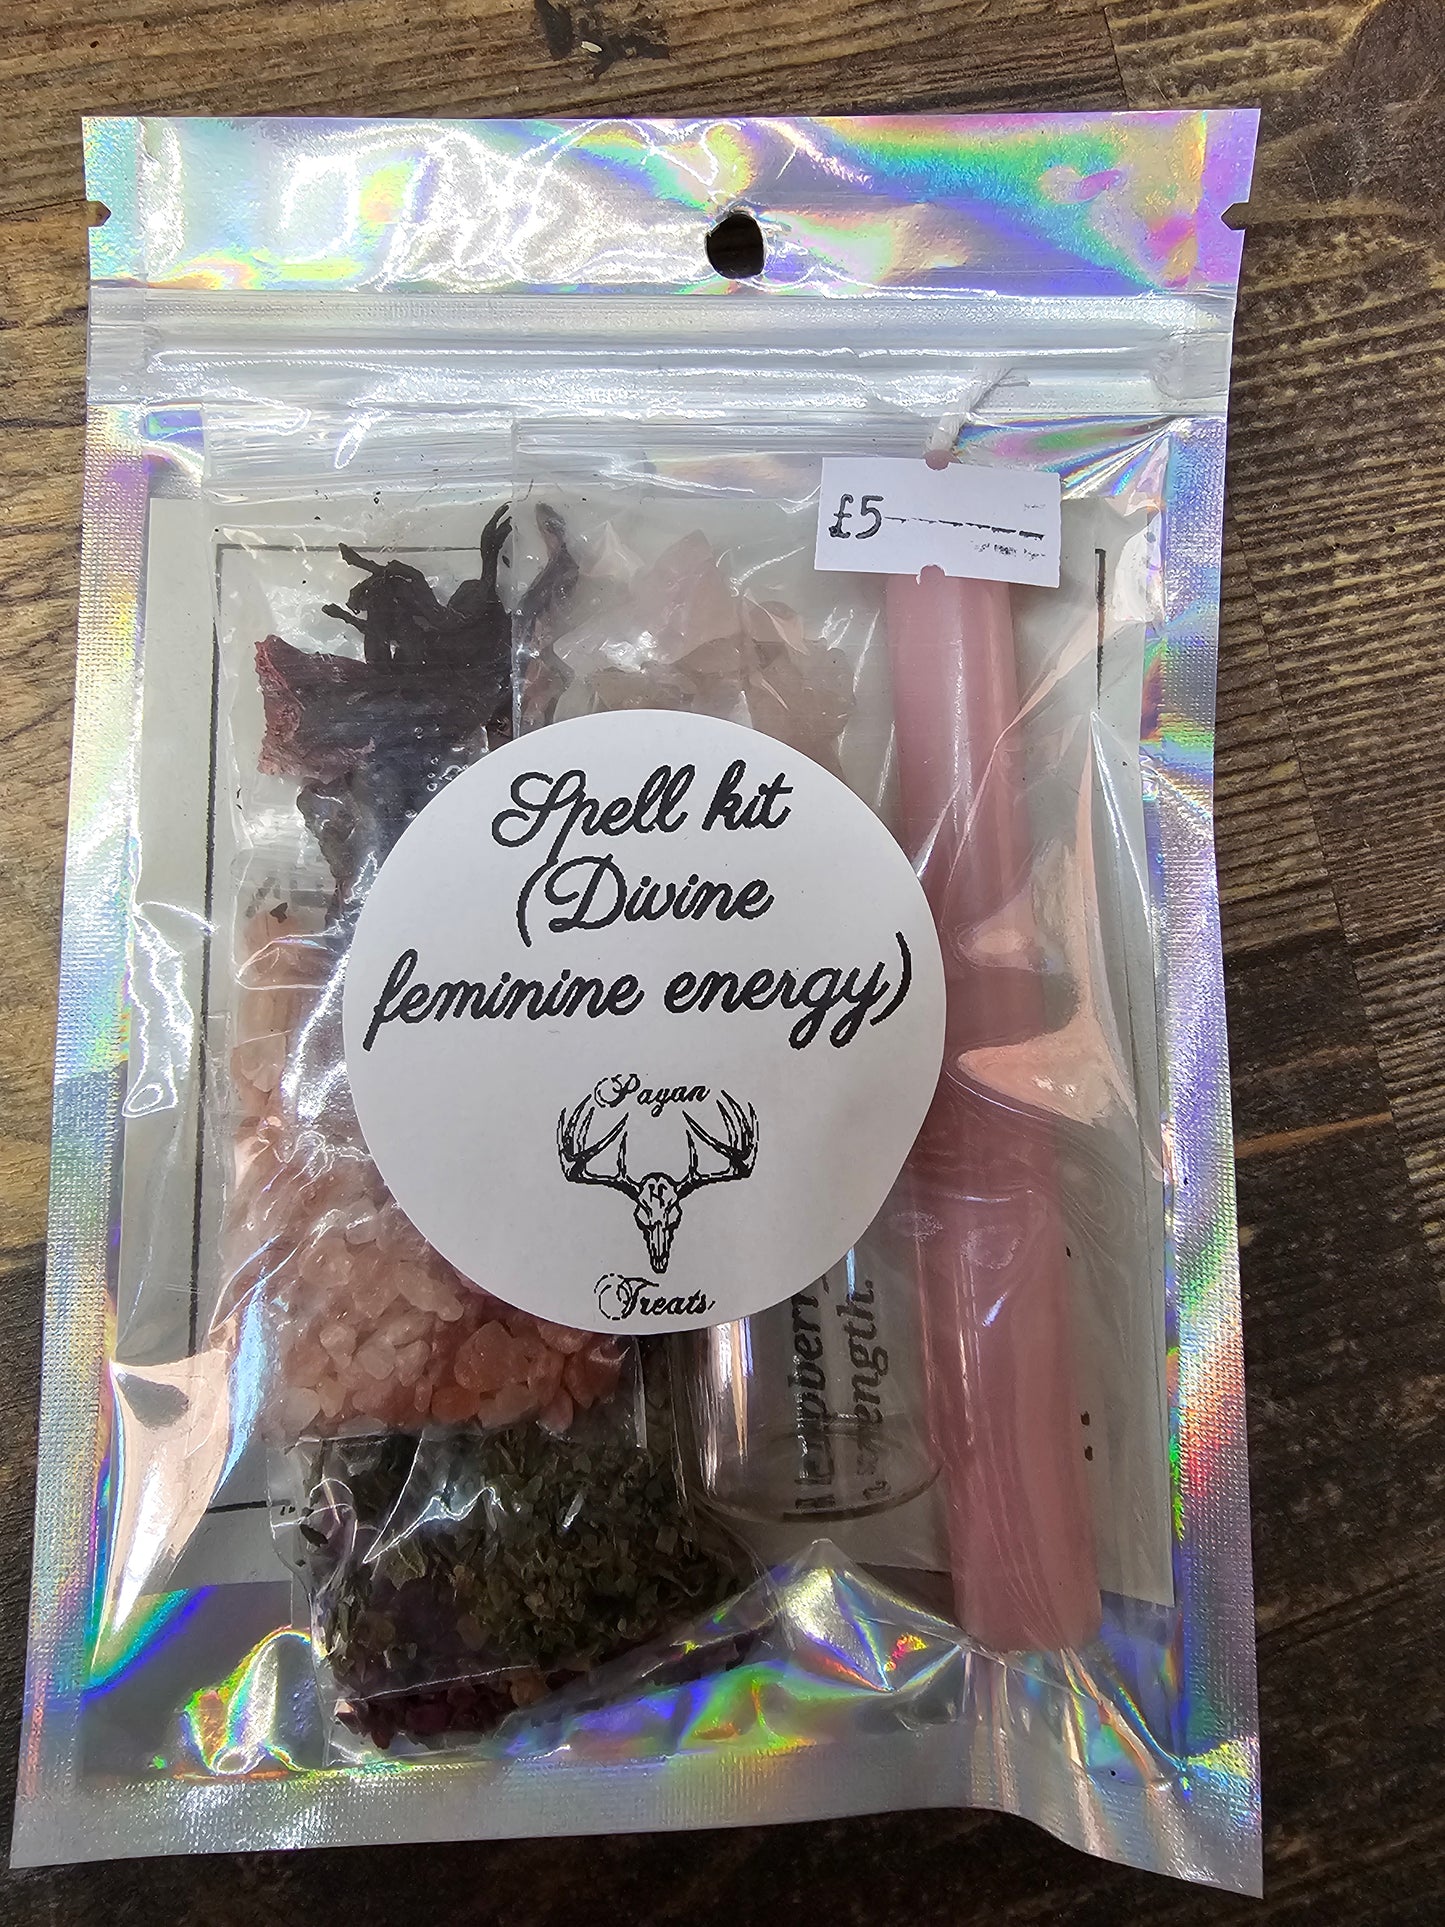 £5
Spell kit
(Divine
feminine energy)
Pagan
Treats